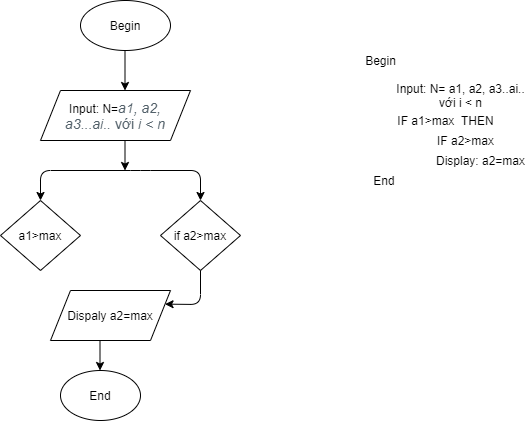 Begin
Input: N=a1, a2,
a3...ai.. với i < n
a1>max
if a2>max
Dispaly a2=max
End
Begin
Input: N= a1, a2, a3..ai..
với i < n
IF a1>max THEN
IF a2>max
Display: a2=max
End